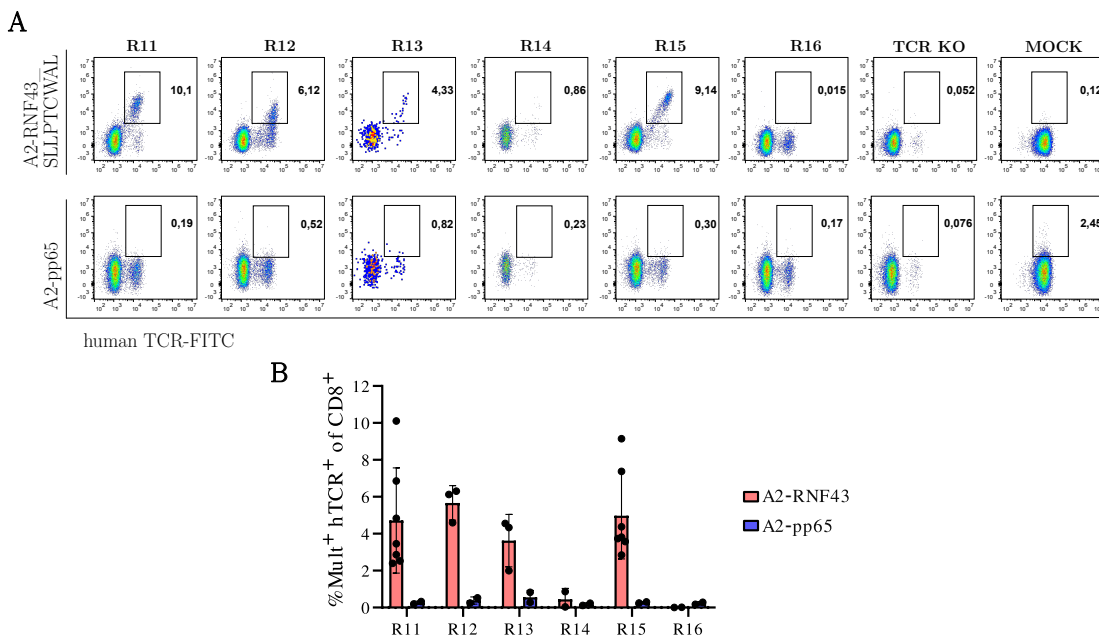 A
R11 R12 R13 R14 R15 R16 TCR KO MOCK
A2-RNF43_
SLLPTCWAL
10,1 6,12 4,33 0,86 9,14 0,015 0,052 0,12
A2-pp65
0,19 0,52 0,82 0,23 0,30 0,17 0,076 2,45
human TCR-FITC
B
%Mult⁺ hTCR⁺ of CD8⁺
12
10
8
6
4
2
0
R11 R12 R13 R14 R15 R16
A2-RNF43
A2-pp65